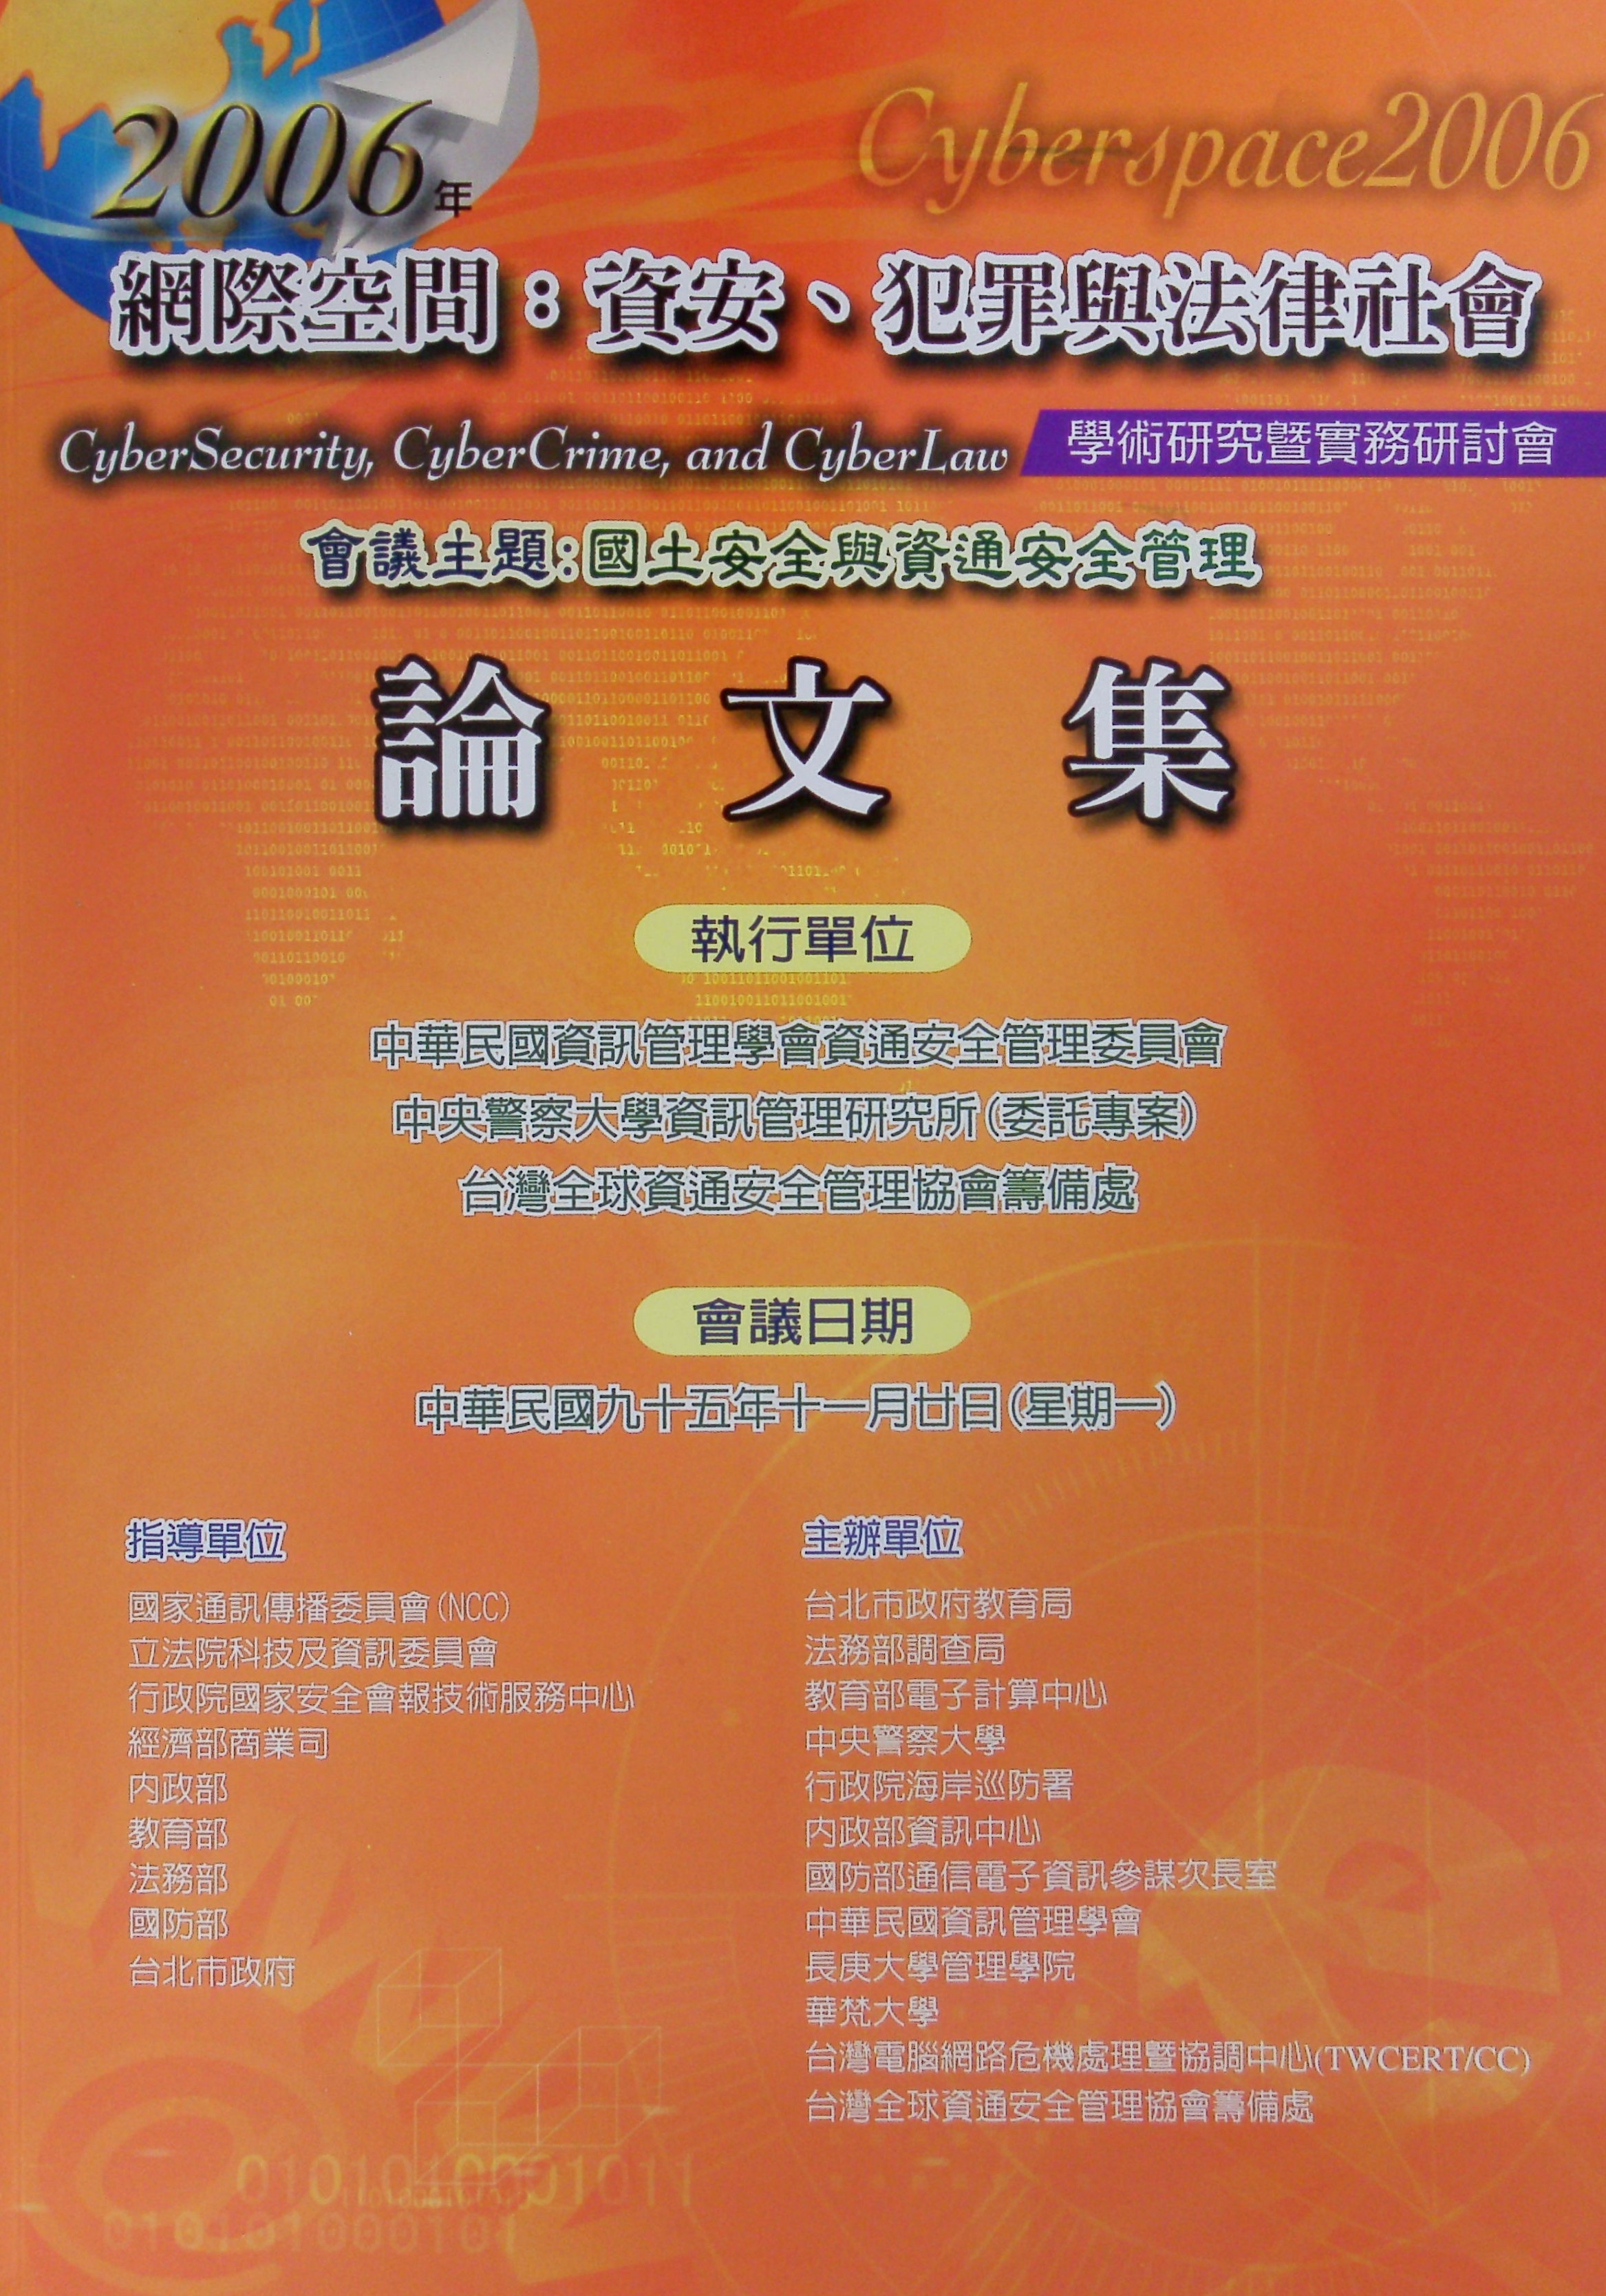 2006年
Cyberspace2006
網際空間：資安、犯罪與法律社會
CyberSecurity, CyberCrime, and CyberLaw 學術研究暨實務研討會
會議主題：國土安全與資通安全管理
論文集
執行單位
中華民國資訊管理學會資通安全管理委員會
中央警察大學資訊管理研究所（委託專案）
台灣全球資通安全管理協會籌備處
會議日期
中華民國九十五年十一月廿日（星期一）
指導單位
國家通訊傳播委員會(NCC)
立法院科技及資訊委員會
行政院國家安全會報技術服務中心
經濟部商業司
內政部
教育部
法務部
國防部
台北市政府
主辦單位
台北市政府教育局
法務部調查局
教育部電子計算中心
中央警察大學
行政院海岸巡防署
內政部資訊中心
國防部通信電子資訊參謀次長室
中華民國資訊管理學會
長庚大學管理學院
華梵大學
台灣電腦網路危機處理暨協調中心(TWCERT/CC)
台灣全球資通安全管理協會籌備處